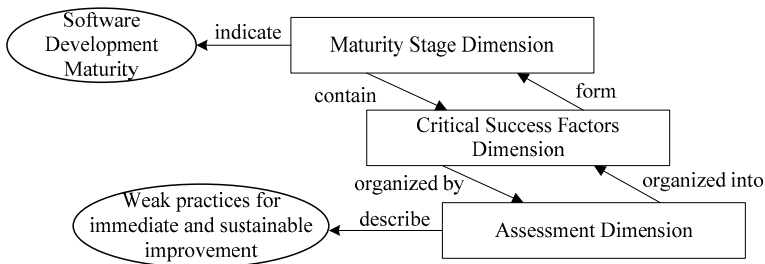 Software
Development
Maturity
indicate
Maturity Stage Dimension
contain
form
Critical Success Factors
Dimension
organized by
organized into
Weak practices for
immediate and sustainable
improvement
describe
Assessment Dimension